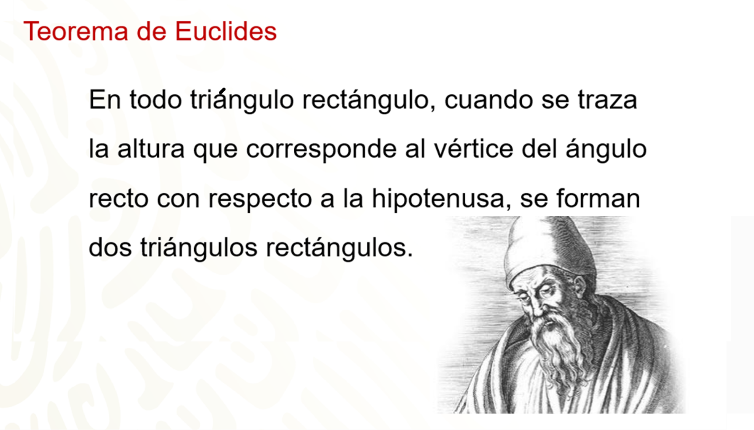 Teorema de Euclides
En todo triángulo rectángulo, cuando se traza
la altura que corresponde al vértice del ángulo
recto con respecto a la hipotenusa, se forman
dos triángulos rectángulos.